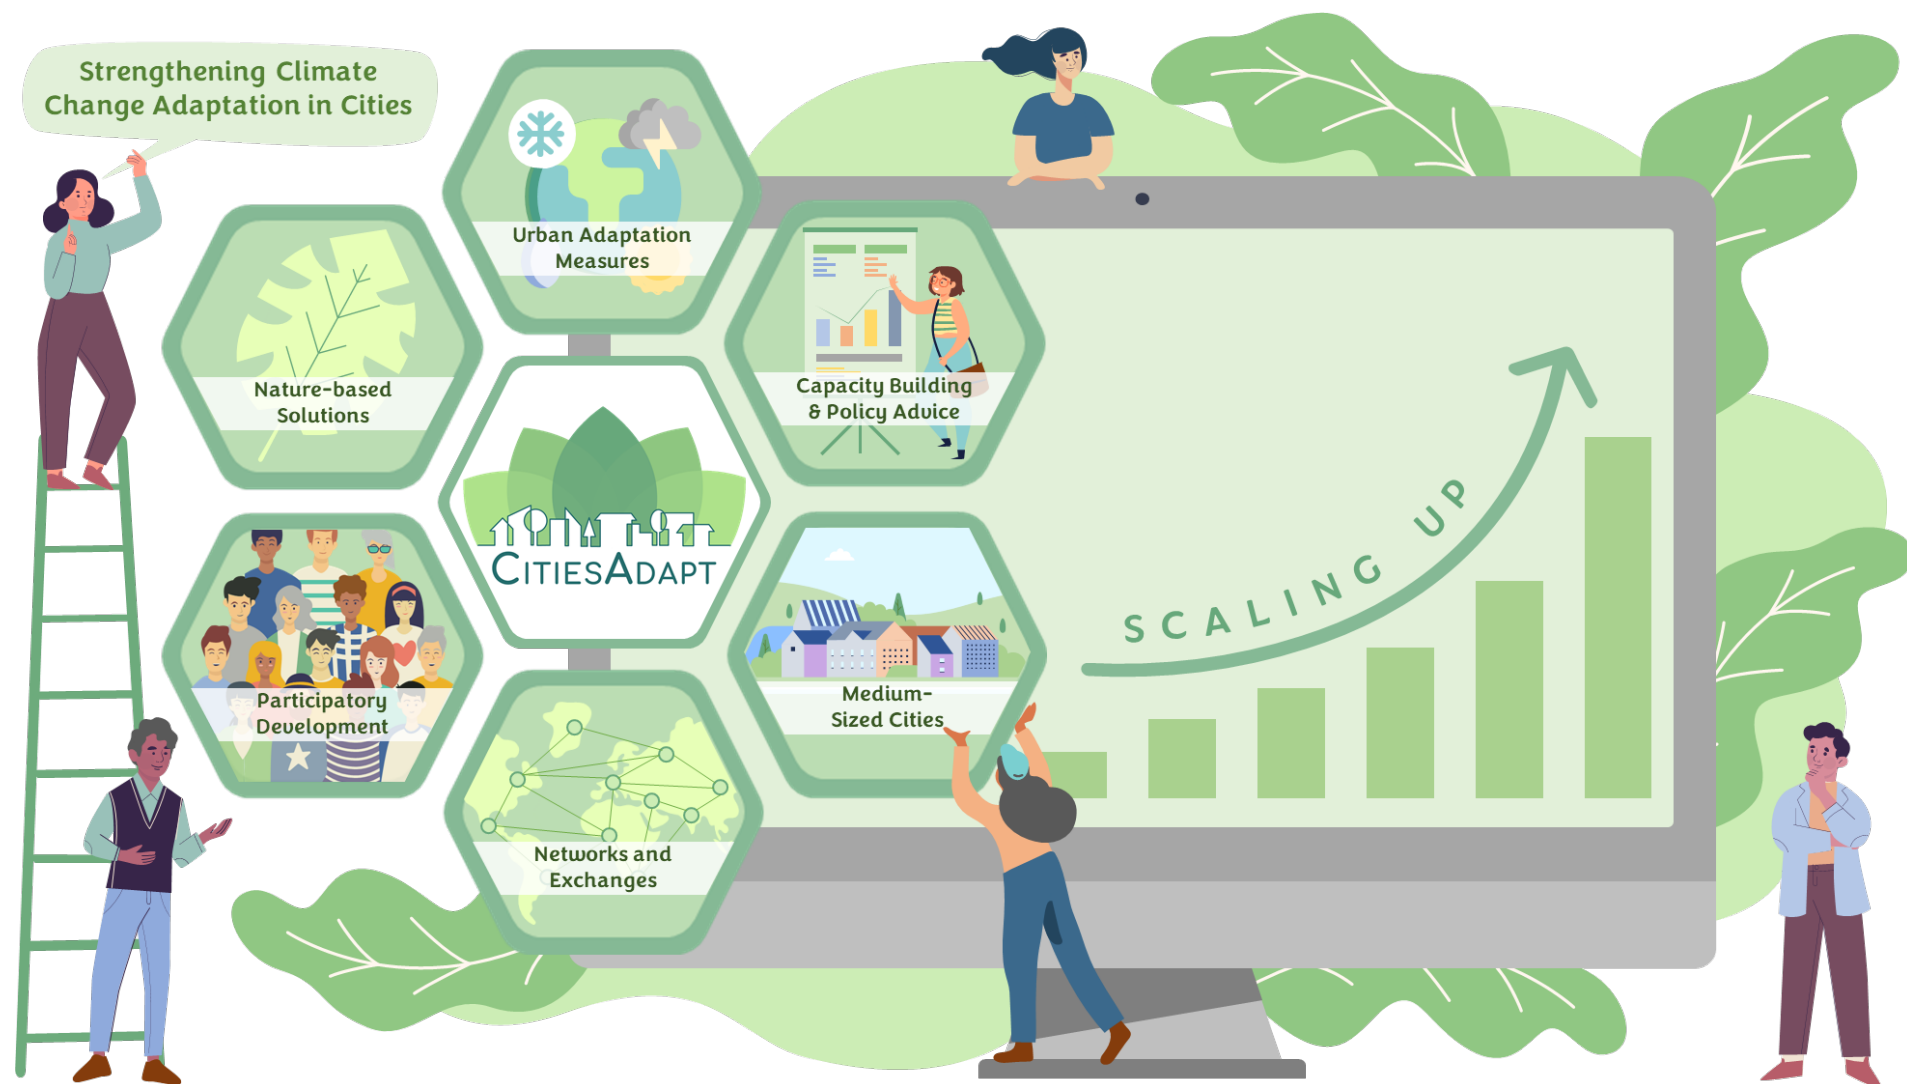 Strengthening Climate
Change Adaptation in Cities
Urban Adaptation
Measures
Nature-based
Solutions
Capacity Building
& Policy Advice
CITIESADAPT
SCALING UP
Participatory
Development
Medium-
Sized Cities
Networks and
Exchanges